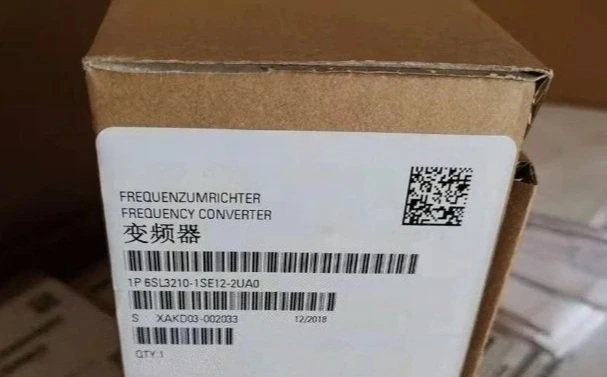 FREQUENZUMRICHTER
FREQUENCY CONVERTER
变频器
1P 6SL3210-1SE12-2UA0
S XAKD03-002033 12/2018
QTY 1